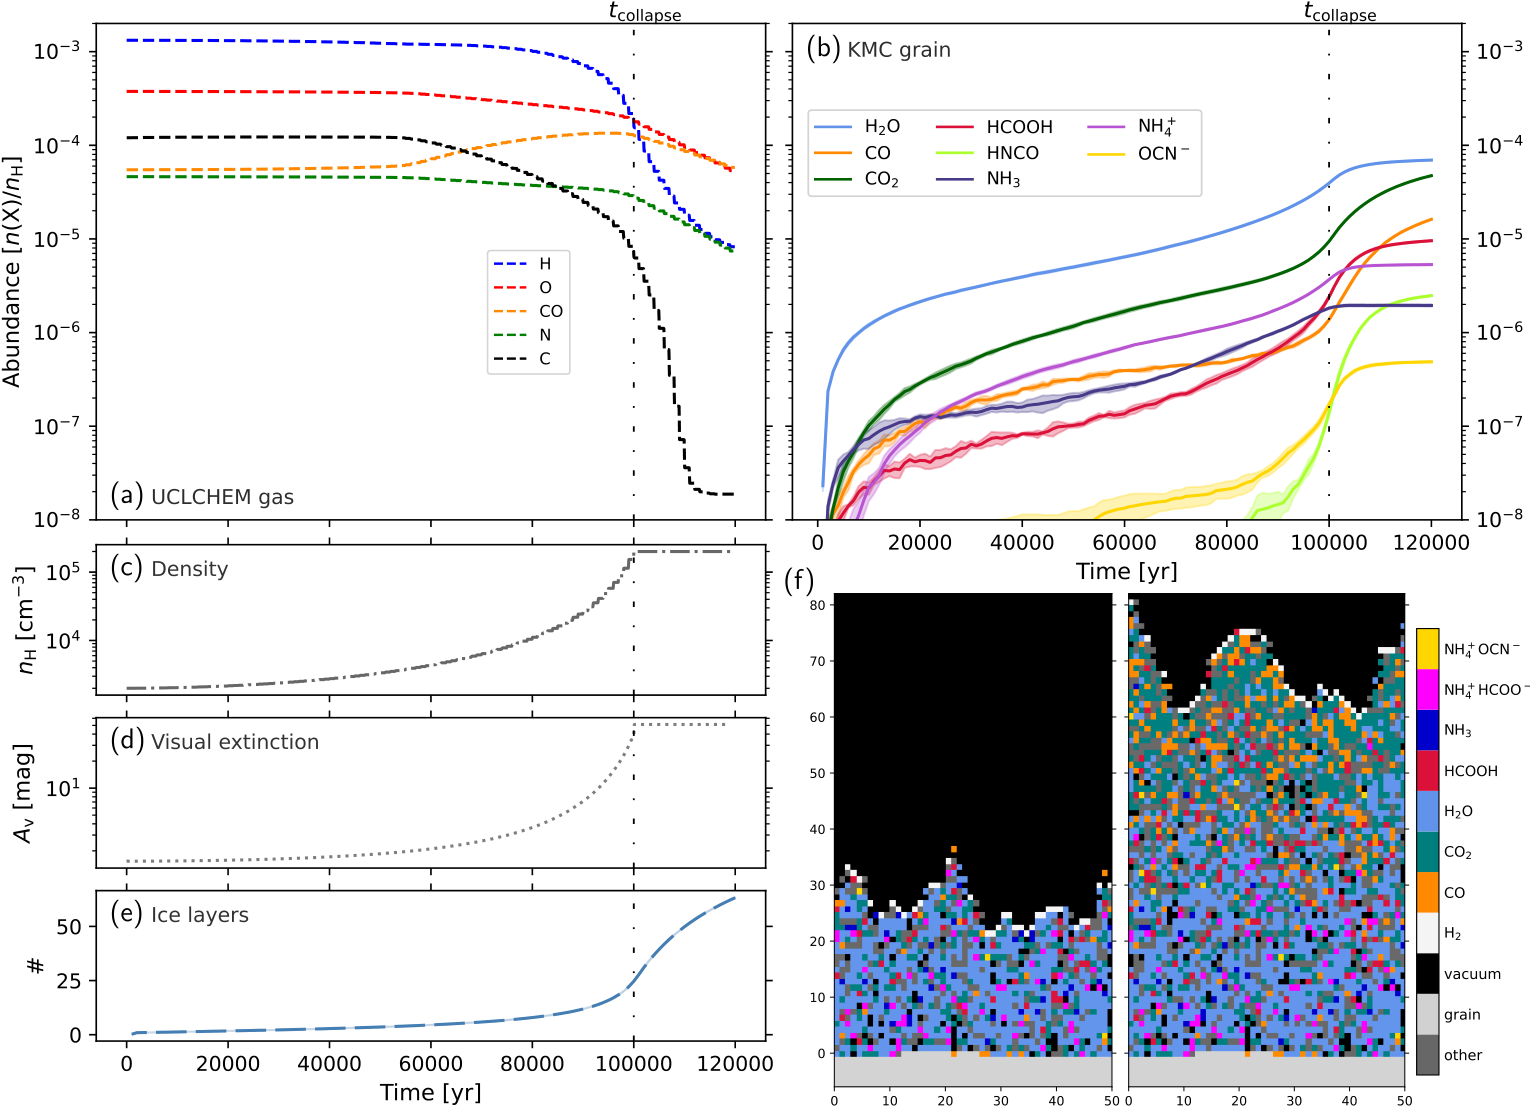 t_collapse
t_collapse
(a) UCLCHEM gas
Abundance [n(X)/n_H]
10⁻³
10⁻⁴
10⁻⁵
10⁻⁶
10⁻⁷
10⁻⁸
H
O
CO
N
C
(b) KMC grain
H₂O
CO
CO₂
HCOOH
HNCO
NH₃
NH₄⁺
OCN⁻
10⁻³
10⁻⁴
10⁻⁵
10⁻⁶
10⁻⁷
10⁻⁸
0 20000 40000 60000 80000 100000 120000
Time [yr]
(c) Density
n_H [cm⁻³]
10⁵
10⁴
(d) Visual extinction
A_V [mag]
10¹
(e) Ice layers
#
50
25
0
0 20000 40000 60000 80000 100000 120000
Time [yr]
(f)
80
70
60
50
40
30
20
10
0
0 10 20 30 40 50
0 10 20 30 40 50
NH₄⁺OCN⁻
NH₄⁺HCOO⁻
NH₃
HCOOH
H₂O
CO₂
CO
H₂
vacuum
grain
other